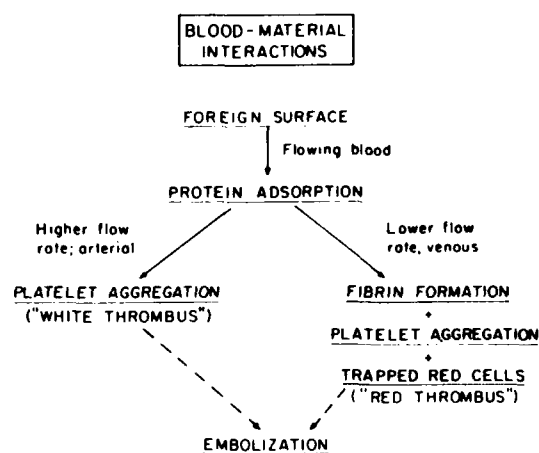 BLOOD-MATERIAL
INTERACTIONS
FOREIGN SURFACE
Flowing blood
PROTEIN ADSORPTION
Higher flow
rate; arterial
Lower flow
rate, venous
PLATELET AGGREGATION
("WHITE THROMBUS")
FIBRIN FORMATION
+
PLATELET AGGREGATION
+
TRAPPED RED CELLS
("RED THROMBUS")
EMBOLIZATION